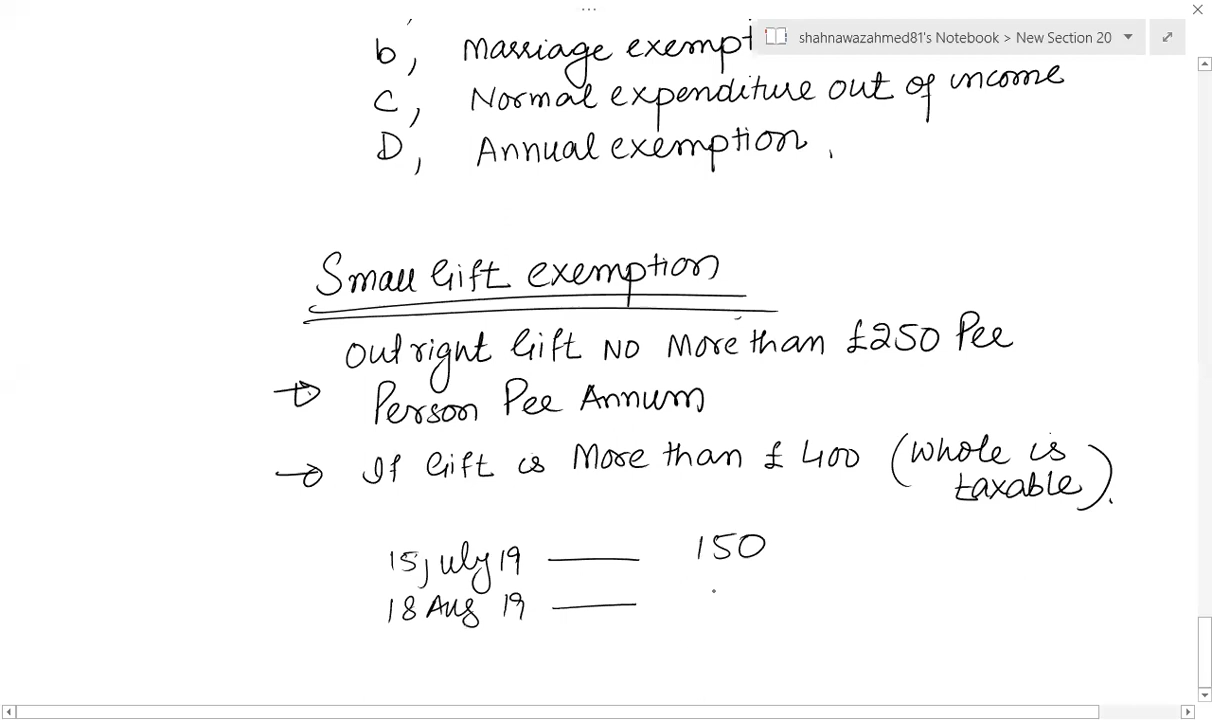 ...
shahnawazahmed81's Notebook > New Section 20
b, Marriage exempt
C, Normal expenditure out of income
D, Annual exemption.
Small Gift exemption
Outright Gift NO More than £250 Per
Person Per Annum
If Gift is More than £400 (whole is
taxable).
15 July 19 —— 150
18 Aug 19 ——